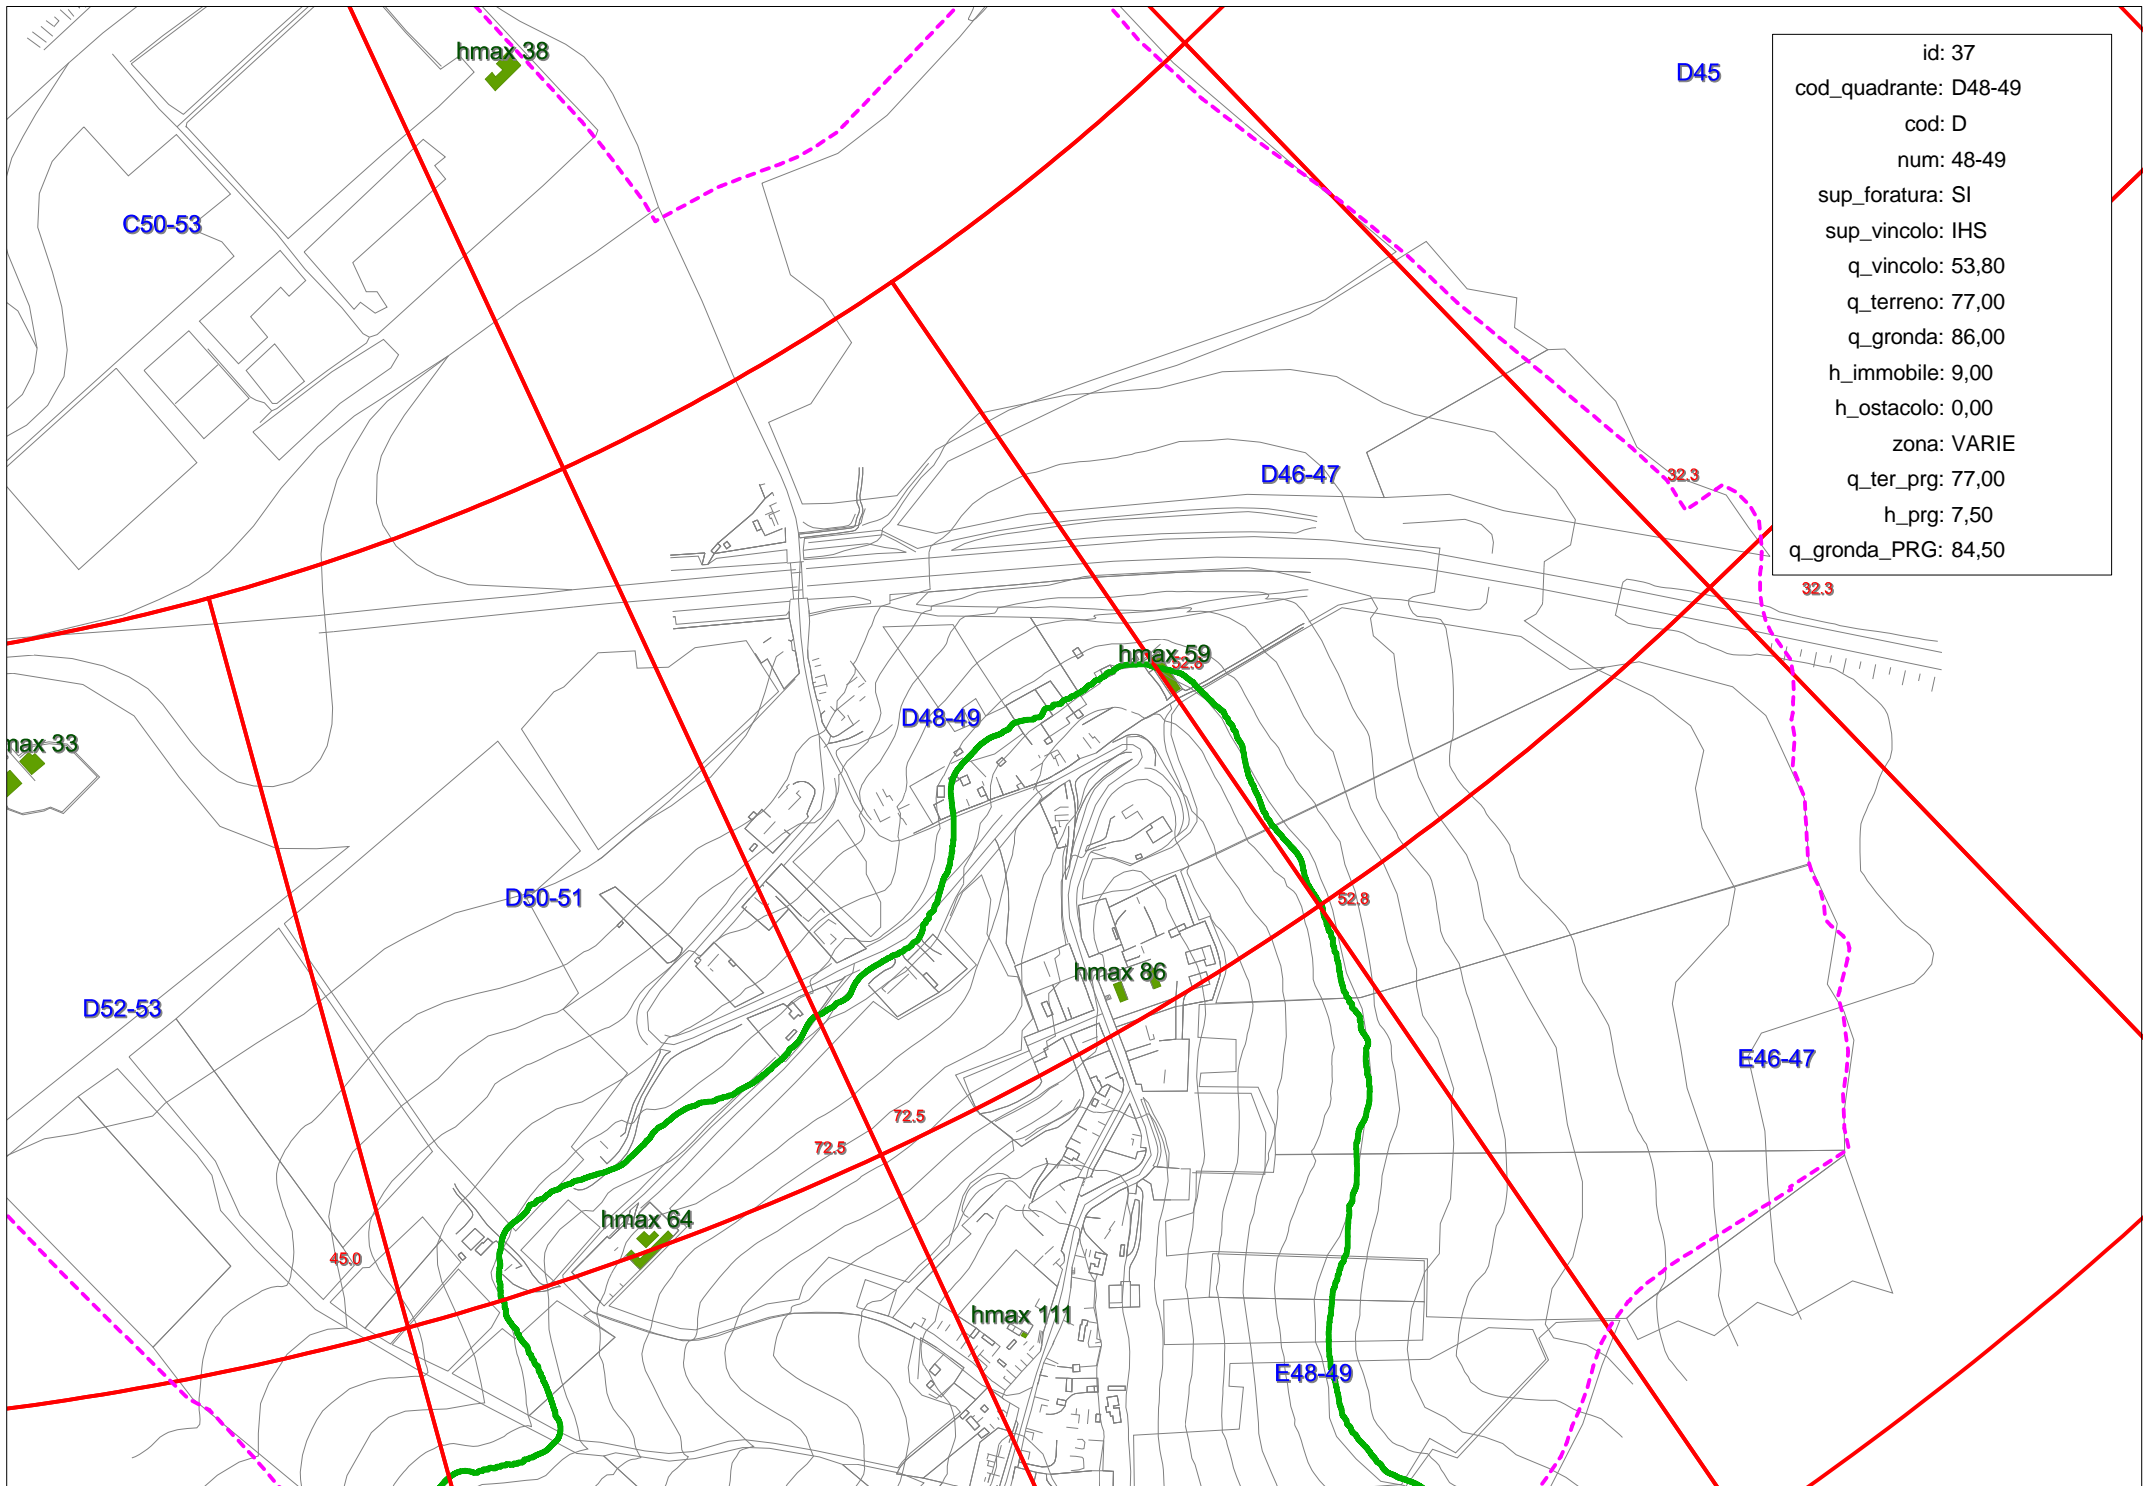 hmax 38
D45
id: 37
cod_quadrante: D48-49
cod: D
num: 48-49
sup_foratura: SI
sup_vincolo: IHS
q_vincolo: 53,80
q_terreno: 77,00
q_gronda: 86,00
h_immobile: 9,00
h_ostacolo: 0,00
zona: VARIE
q_ter_prg: 77,00
h_prg: 7,50
q_gronda_PRG: 84,50
C50-53
D46-47
32.3
32.3
hmax 59
52.6
D48-49
max 33
D50-51
52.8
hmax 86
D52-53
E46-47
72.5
72.5
hmax 64
45.0
hmax 111
E48-49